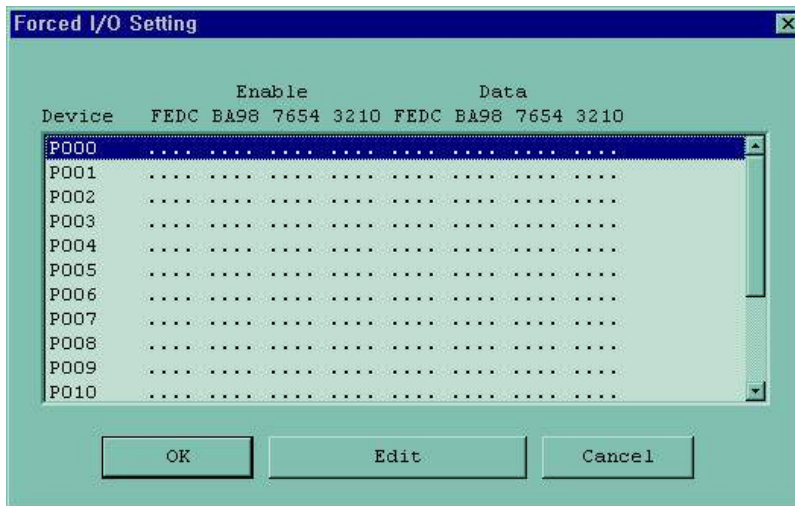 Forced I/O Setting
Enable Data
Device FEDC BA98 7654 3210 FEDC BA98 7654 3210
P000 .... .... .... .... .... .... .... ....
P001 .... .... .... .... .... .... .... ....
P002 .... .... .... .... .... .... .... ....
P003 .... .... .... .... .... .... .... ....
P004 .... .... .... .... .... .... .... ....
P005 .... .... .... .... .... .... .... ....
P006 .... .... .... .... .... .... .... ....
P007 .... .... .... .... .... .... .... ....
P008 .... .... .... .... .... .... .... ....
P009 .... .... .... .... .... .... .... ....
P010 .... .... .... .... .... .... .... ....
OK Edit Cancel